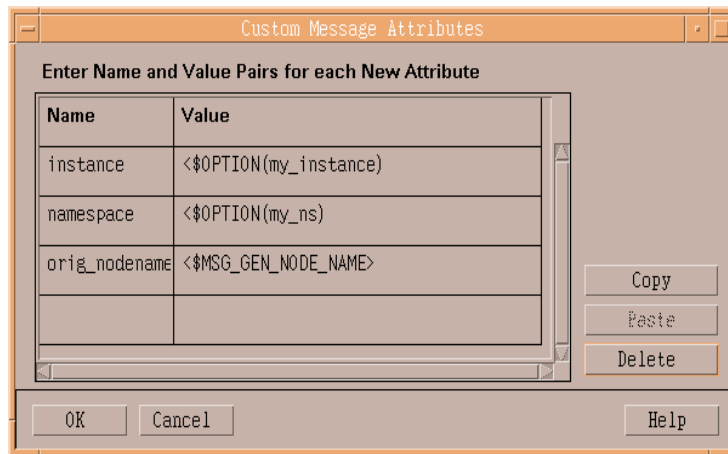 Custom Message Attributes
Enter Name and Value Pairs for each New Attribute
Name Value
instance <$OPTION(my_instance)
namespace <$OPTION(my_ns)
orig_nodename <$MSG_GEN_NODE_NAME>
Copy
Paste
Delete
OK Cancel Help